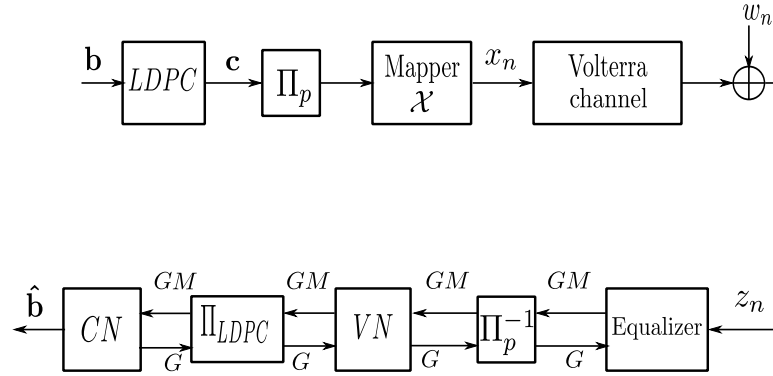 w_n
b
LDPC
c
Π_p
Mapper
𝒳
x_n
Volterra
channel
b̂
CN
GM
G
Π_LDPC
GM
G
VN
GM
G
Π_p^{-1}
GM
G
Equalizer
z_n